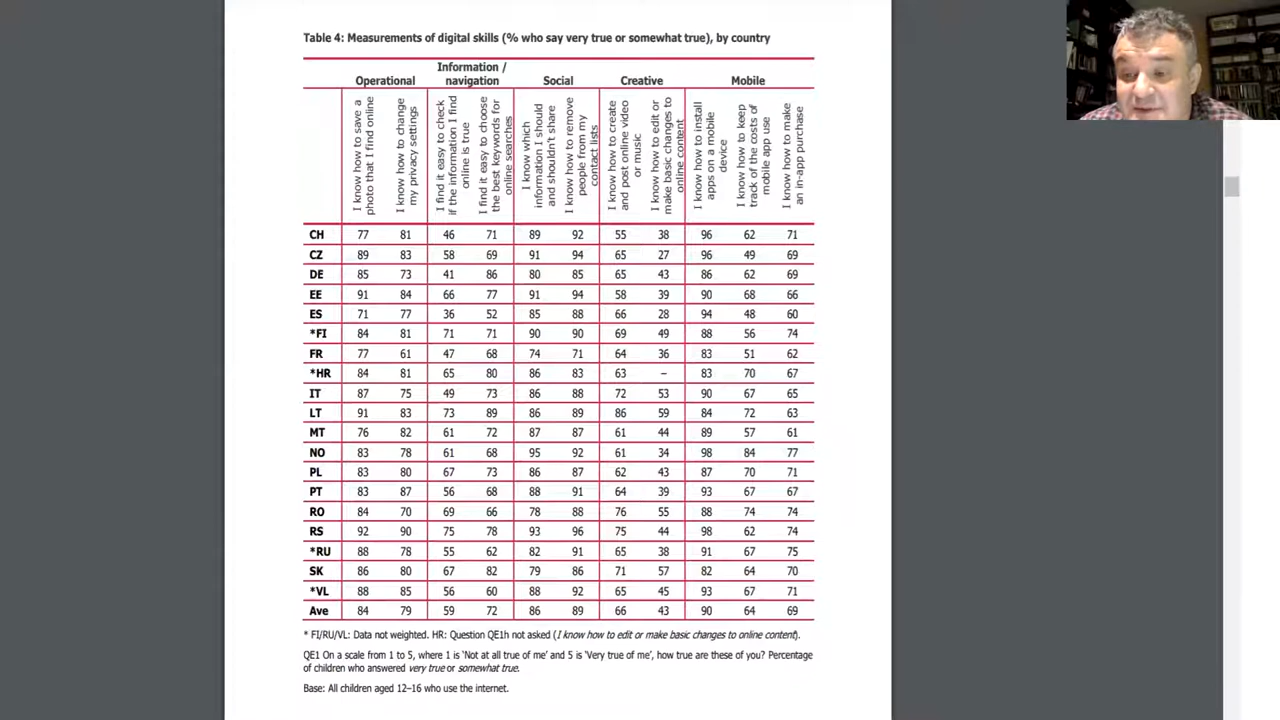 Table 4: Measurements of digital skills (% who say very true or somewhat true), by country
Operational Information / navigation Social Creative Mobile
I know how to save a photo that I find online
I know how to change my privacy settings
I find it easy to check if the information I find online is true
I find it easy to choose the best keywords for online searches
I know which information I should and shouldn't share
I know how to remove people from my contact lists
I know how to create and post online video or music
I know how to edit or make basic changes to online content
I know how to install apps on a mobile device
I know how to keep track of the costs of mobile app use
I know how to make an in-app purchase
CH 77 81 46 71 89 92 55 38 96 62 71
CZ 89 83 58 69 91 94 65 27 96 49 69
DE 85 73 41 86 80 85 65 43 86 62 69
EE 91 84 66 77 91 94 58 39 90 68 66
ES 71 77 36 52 85 88 66 28 94 48 60
*FI 84 81 71 71 90 90 69 49 88 56 74
FR 77 61 47 68 74 71 64 36 83 51 62
*HR 84 81 65 80 86 83 63 – 83 70 67
IT 87 75 49 73 86 88 72 53 90 67 65
LT 91 83 73 89 86 89 86 59 84 72 63
MT 76 82 61 72 87 87 61 44 89 57 61
NO 83 78 61 68 95 92 61 34 98 84 77
PL 83 80 67 73 86 87 62 43 87 70 71
PT 83 87 56 68 88 91 64 39 93 67 67
RO 84 70 69 66 78 88 76 55 88 74 74
RS 92 90 75 78 93 96 75 44 98 62 74
*RU 88 78 55 62 82 91 65 38 91 67 75
SK 86 80 67 82 79 86 71 57 82 64 70
*VL 88 85 56 60 88 92 65 45 93 67 71
Ave 84 79 59 72 86 89 66 43 90 64 69
* FI/RU/VL: Data not weighted. HR: Question QE1h not asked (I know how to edit or make basic changes to online content).
QE1 On a scale from 1 to 5, where 1 is 'Not at all true of me' and 5 is 'Very true of me', how true are these of you? Percentage
of children who answered very true or somewhat true.
Base: All children aged 12–16 who use the internet.